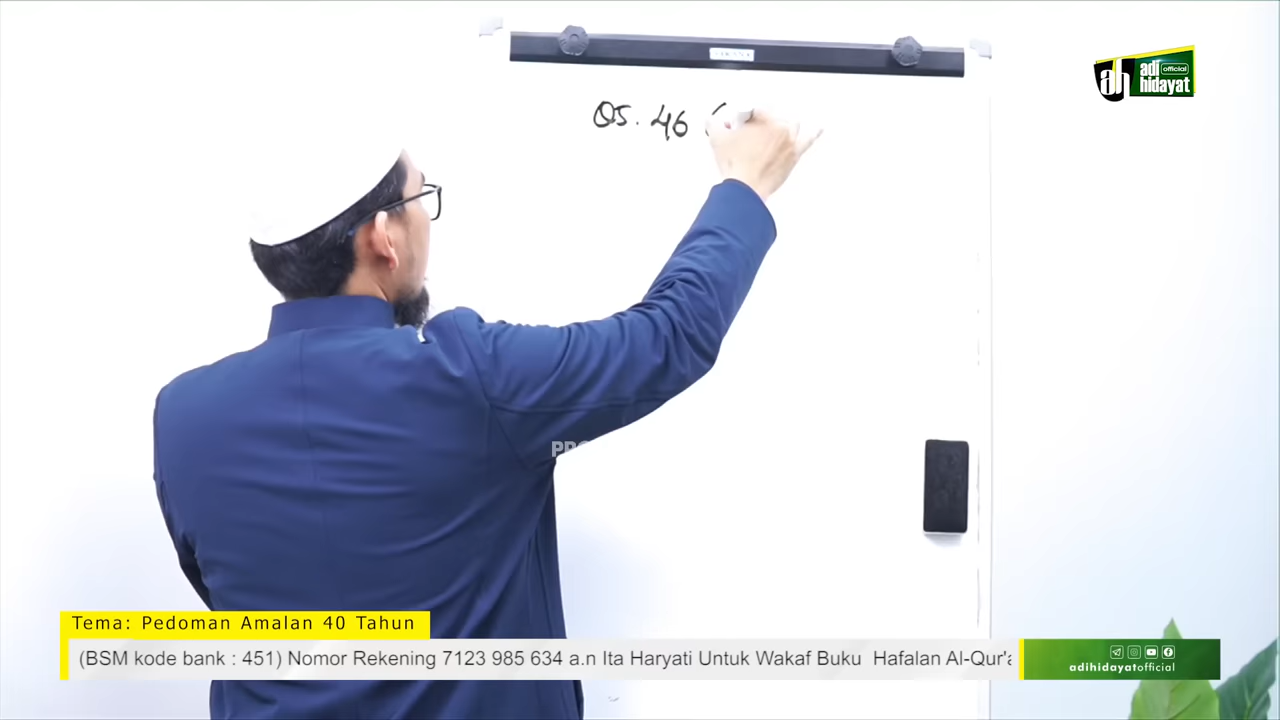 QS. 46 (
ah adi official hidayat
Tema: Pedoman Amalan 40 Tahun
(BSM kode bank : 451) Nomor Rekening 7123 985 634 a.n Ita Haryati Untuk Wakaf Buku Hafalan Al-Qur'a
adihidayatofficial